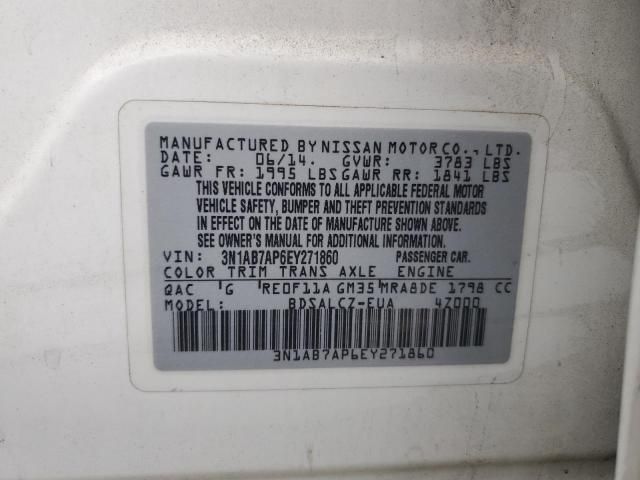 MANUFACTURED BY NISSAN MOTOR CO., LTD.
DATE: 06/14. GVWR: 3783 LBS
GAWR FR: 1995 LBS GAWR RR: 1841 LBS
THIS VEHICLE CONFORMS TO ALL APPLICABLE FEDERAL MOTOR
VEHICLE SAFETY, BUMPER AND THEFT PREVENTION STANDARDS
IN EFFECT ON THE DATE OF MANUFACTURE SHOWN ABOVE.
SEE OWNER'S MANUAL FOR ADDITIONAL INFORMATION.
VIN: 3N1AB7AP6EY271860 PASSENGER CAR.
COLOR TRIM TRANS AXLE ENGINE
QAC G RE0F11A GM35 MRA8DE 1798 CC
BDSALCZ-EUA 4Z000
3N1AB7AP6EY271860